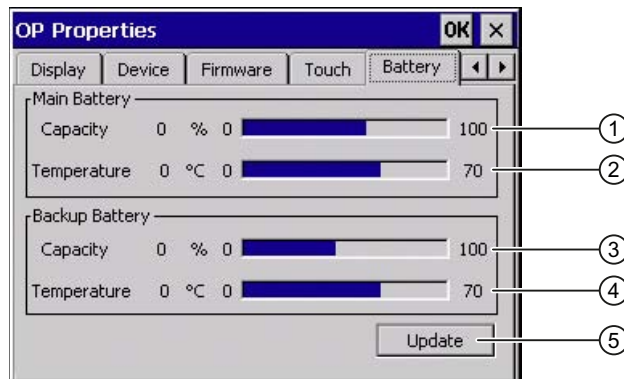 OP Properties OK ×
Display Device Firmware Touch Battery
Main Battery
Capacity 0 % 0 100 1
Temperature 0 °C 0 70 2
Backup Battery
Capacity 0 % 0 100 3
Temperature 0 °C 0 70 4
Update 5